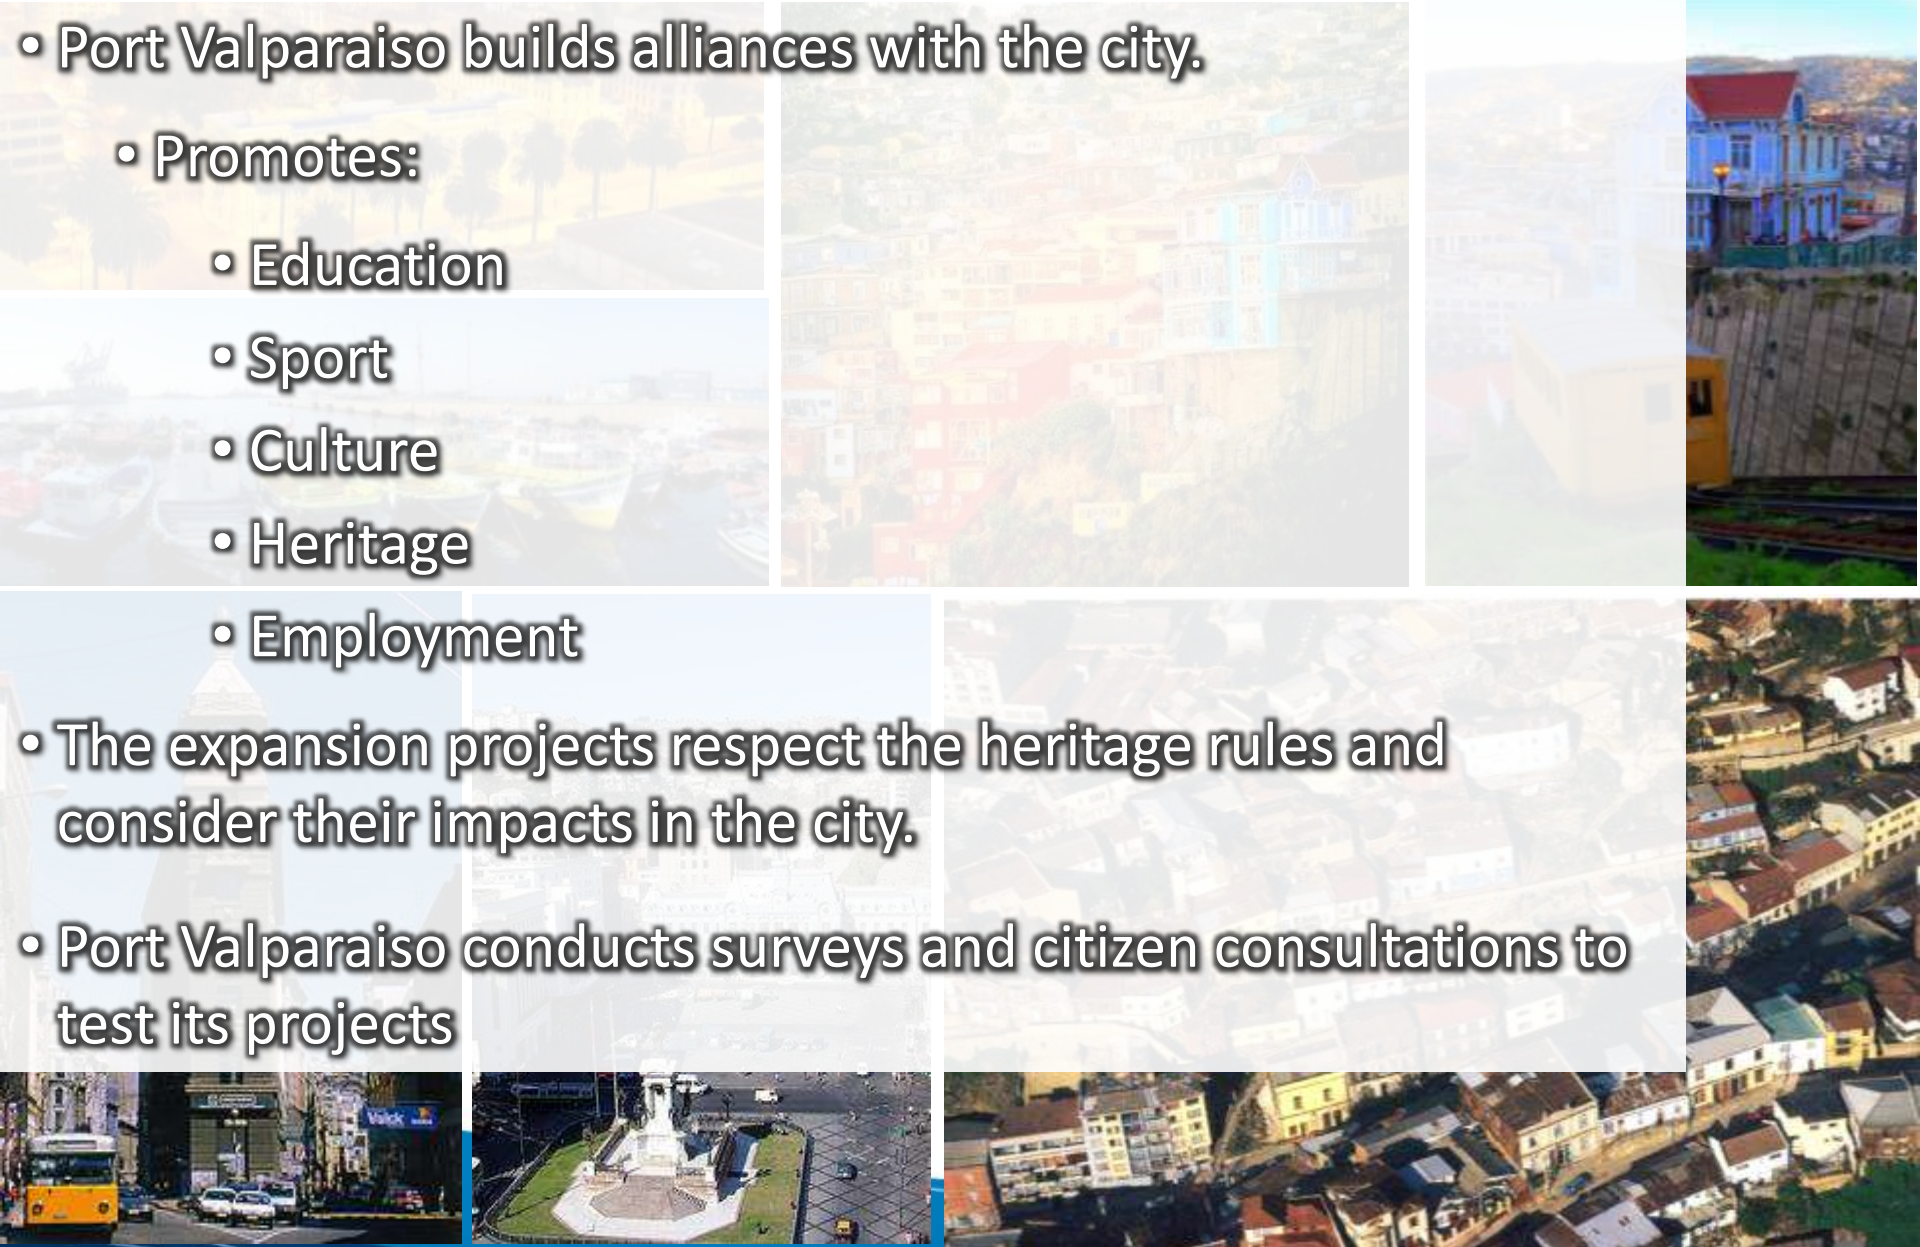 • Port Valparaiso builds alliances with the city.
• Promotes:
• Education
• Sport
• Culture
• Heritage
• Employment
• The expansion projects respect the heritage rules and
consider their impacts in the city.
• Port Valparaiso conducts surveys and citizen consultations to
test its projects